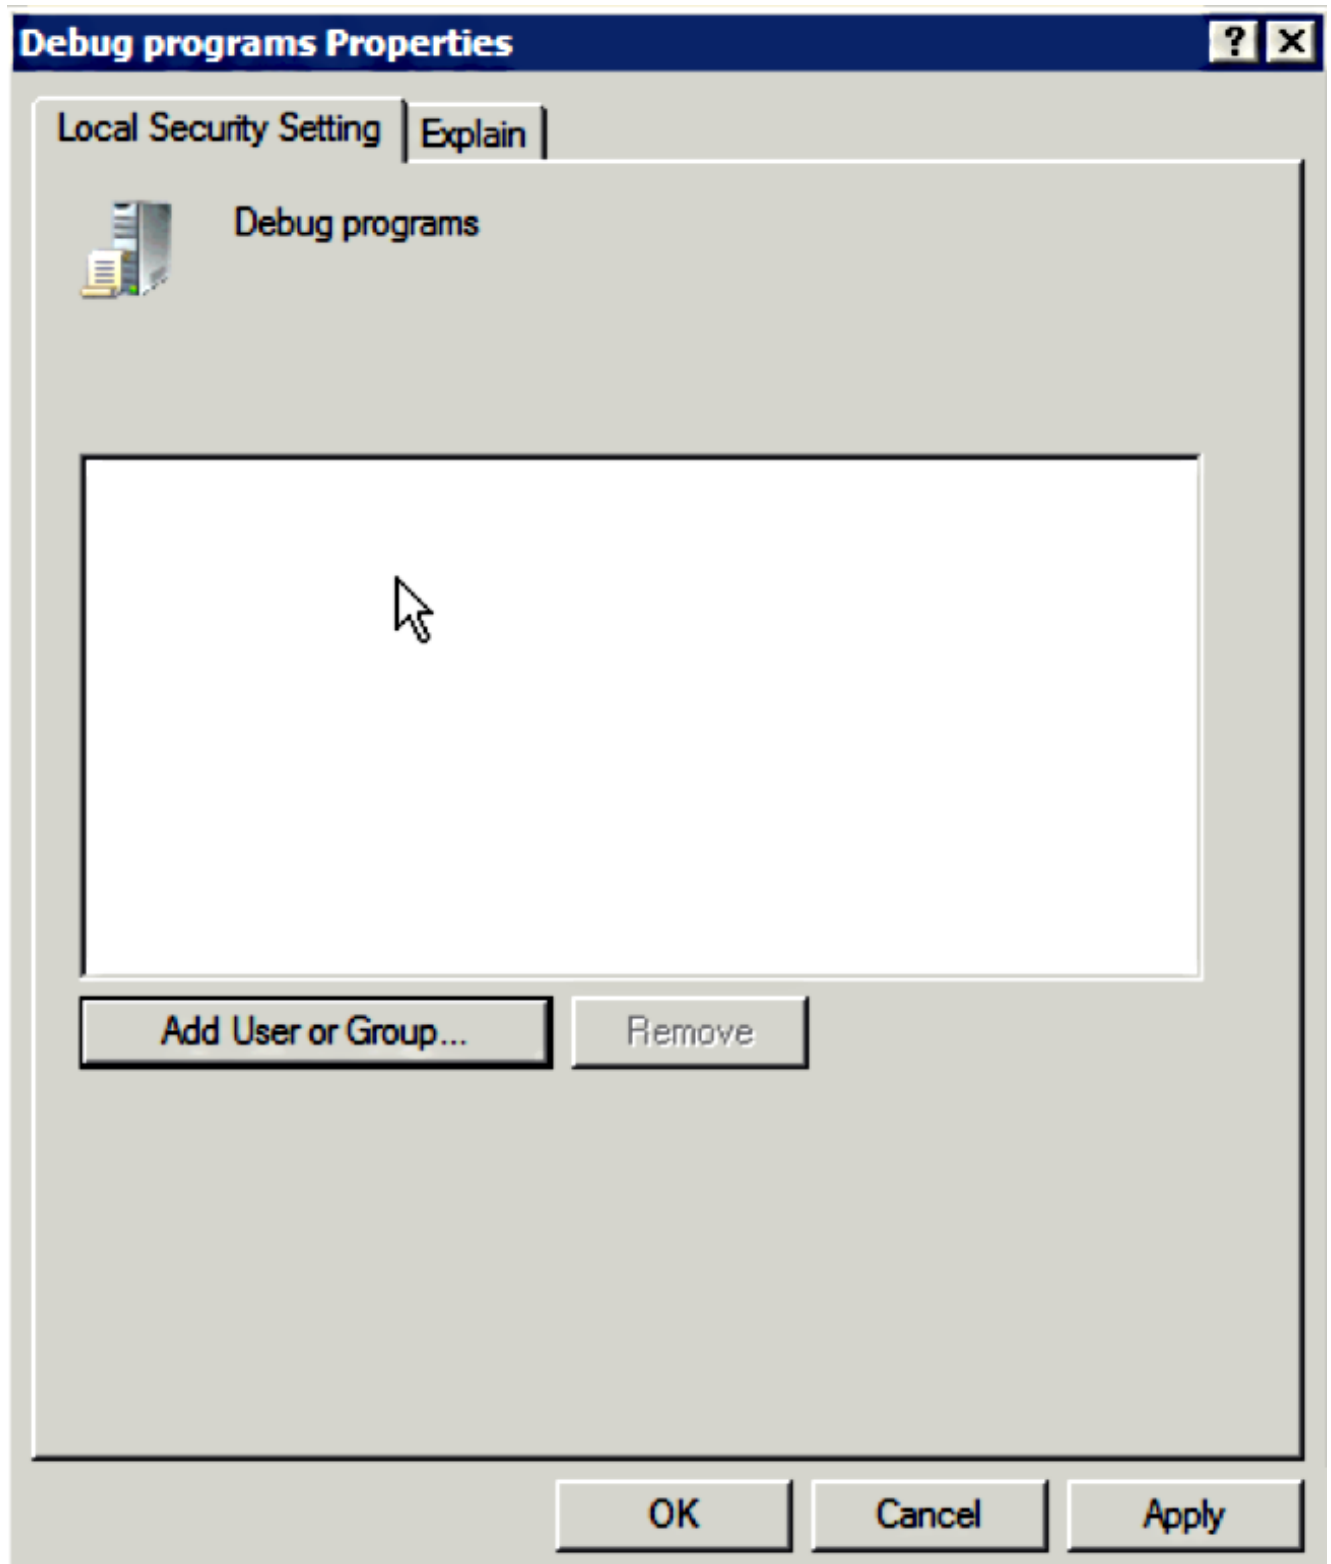 Debug programs Properties
Local Security Setting
Explain
Debug programs
Add User or Group...
Remove
OK
Cancel
Apply